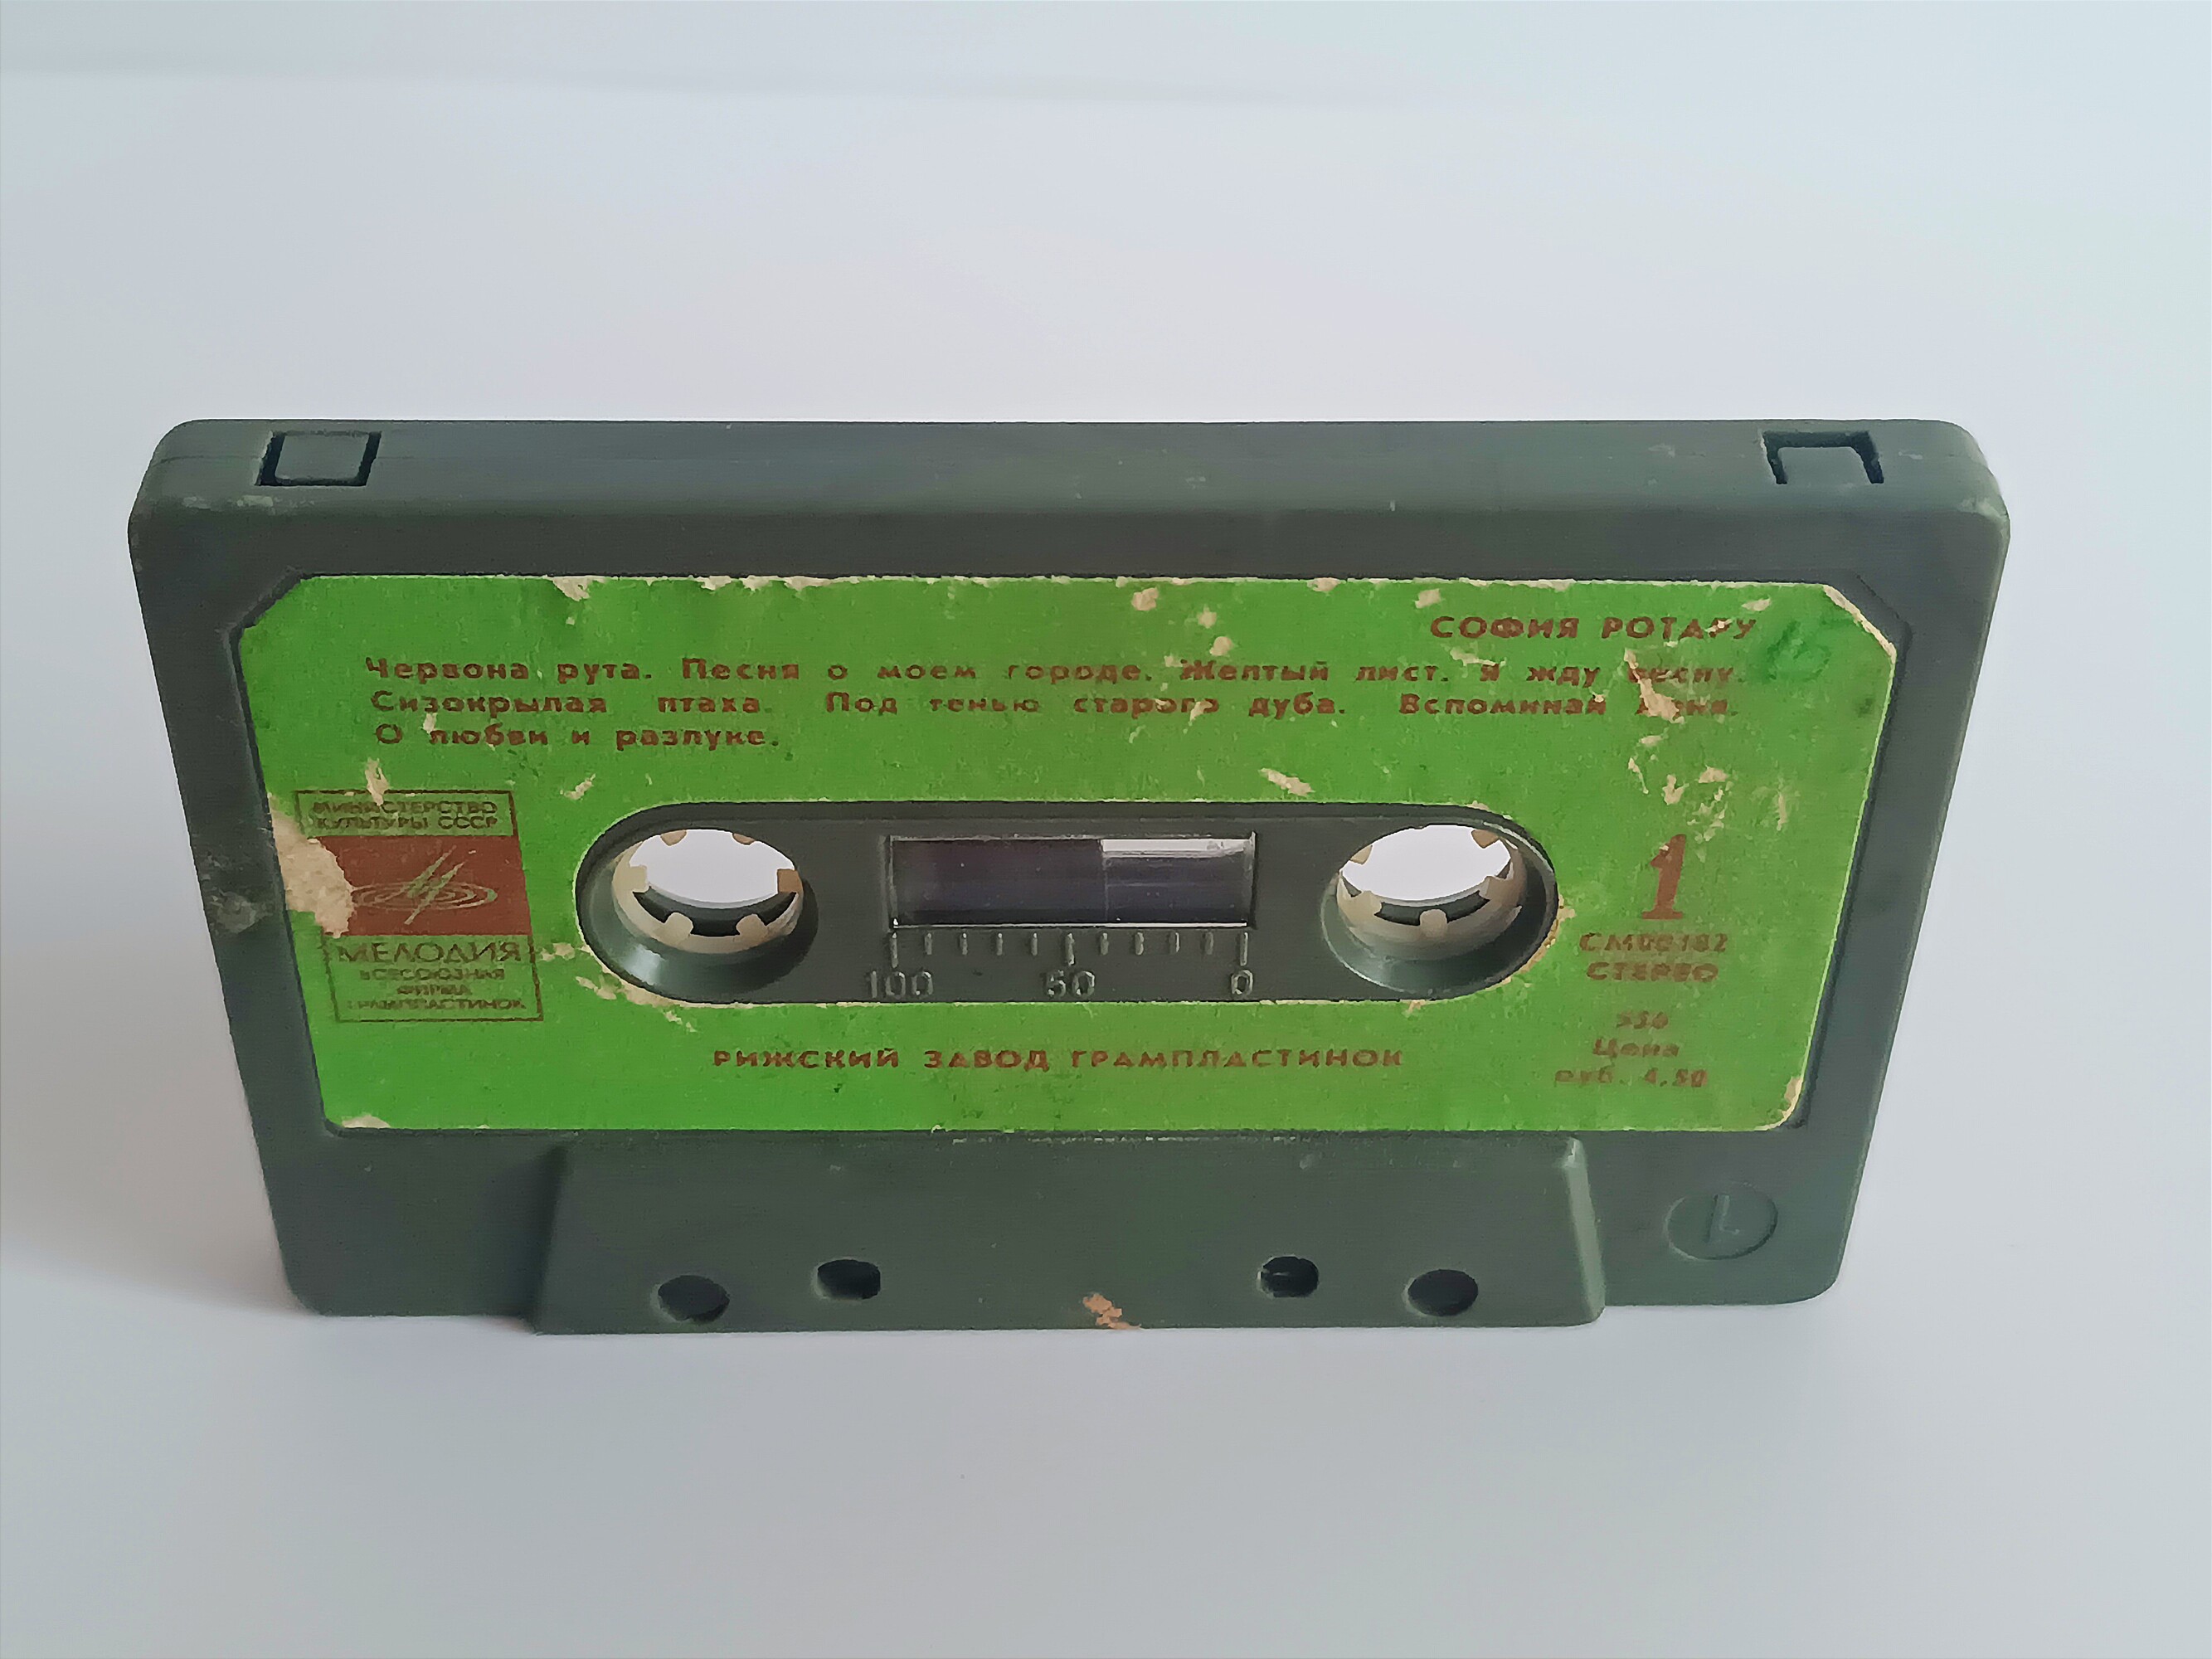 СОФИЯ РОТАРУ
Червона рута. Песня о моем городе. Желтый лист. Я жду весну.
Сизокрылая птаха. Под тенью старого дуба. Вспоминай меня.
О любви и разлуке.
МИНИСТЕРСТВО
КУЛЬТУРЫ СССР
МЕЛОДИЯ
ВСЕСОЮЗНАЯ
ФИРМА
ГРАМПЛАСТИНОК
100 50 0
1
СМ00182
СТЕРЕО
Цена
руб. 4.50
РИЖСКИЙ ЗАВОД ГРАМПЛАСТИНОК
1